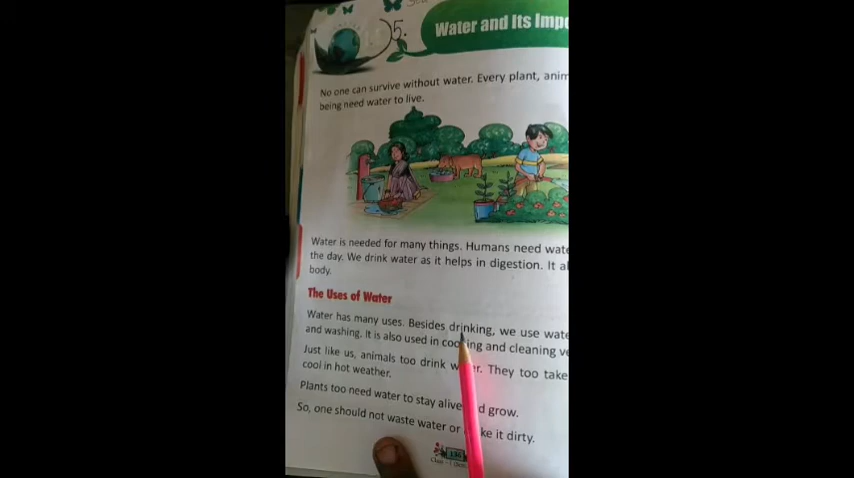 5.
Water and Its Impo
No one can survive without water. Every plant, anim
being need water to live.
Water is needed for many things. Humans need wate
the day. We drink water as it helps in digestion. It al
body.
The Uses of Water
Water has many uses. Besides drinking, we use wate
and washing. It is also used in cooking and cleaning ve
Just like us, animals too drink w r. They too take
cool in hot weather.
Plants too need water to stay alive d grow.
So, one should not waste water or ke it dirty.